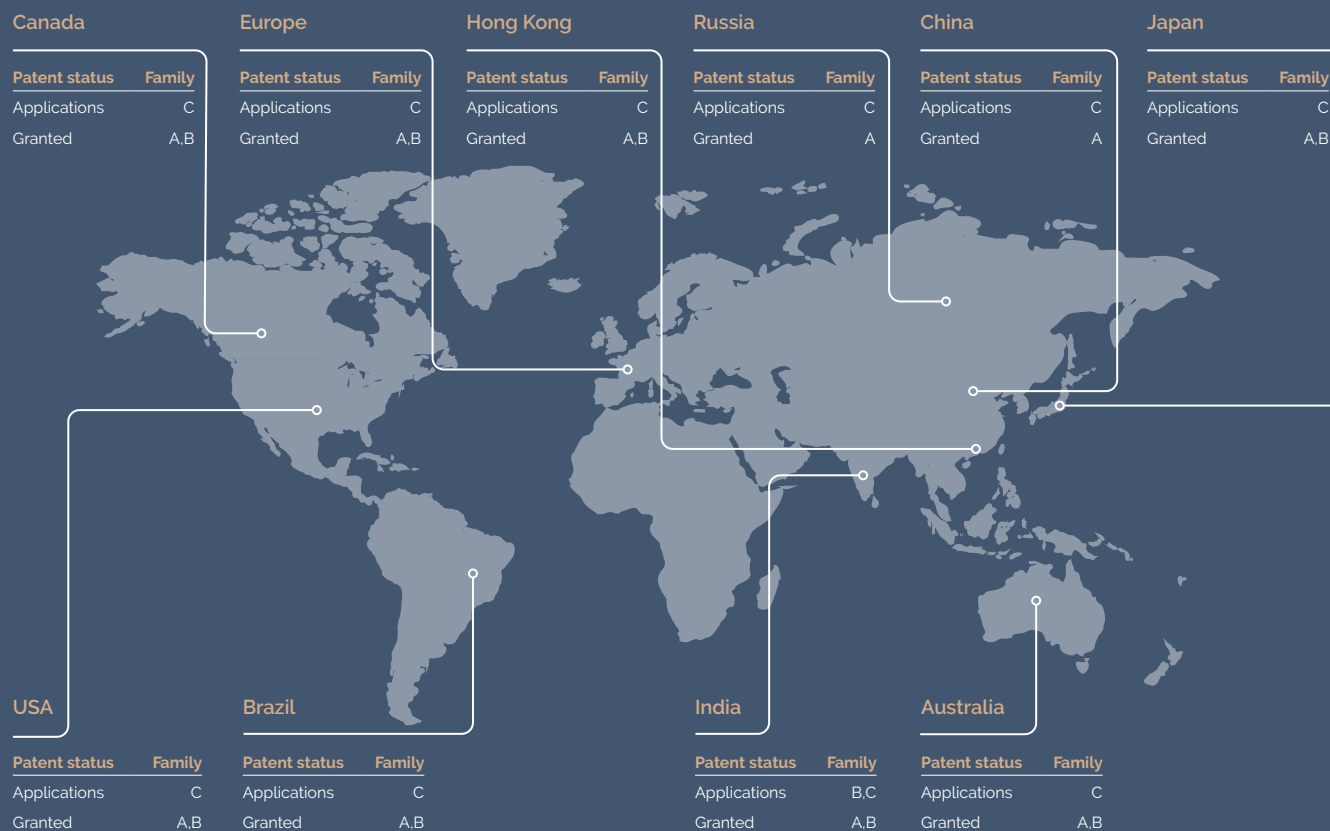 Canada
Patent status Family
Applications C
Granted A,B
Europe
Patent status Family
Applications C
Granted A,B
Hong Kong
Patent status Family
Applications C
Granted A,B
Russia
Patent status Family
Applications C
Granted A
China
Patent status Family
Applications C
Granted A
Japan
Patent status Family
Applications C
Granted A,B
USA
Patent status Family
Applications C
Granted A,B
Brazil
Patent status Family
Applications C
Granted A,B
India
Patent status Family
Applications B,C
Granted A,B
Australia
Patent status Family
Applications C
Granted A,B